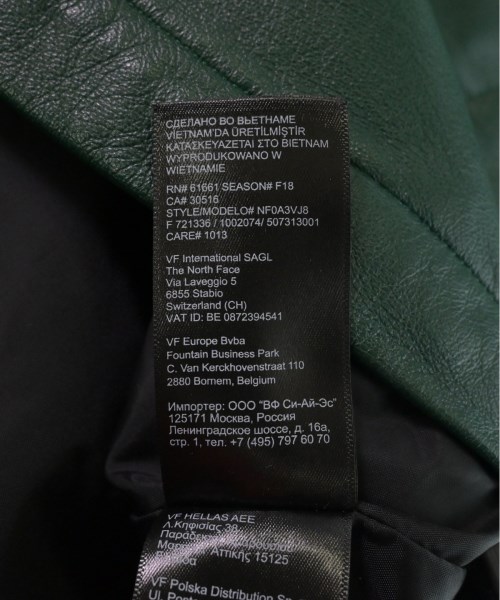 СДЕЛАНО ВО ВЬЕТНАМЕ
VIETNAM'DA ÜRETİLMİŞTİR
ΚΑΤΑΣΚΕΥΑΖΕΤΑΙ ΣΤΟ ΒΙΕΤΝΑΜ
WYPRODUKOWANO W
WIETNAMIE
RN# 61661 SEASON# F18
CA# 30516
STYLE/MODELO# NF0A3VJ8
F 721336 / 1002074/ 507313001
CARE# 1013
VF International SAGL
The North Face
Via Laveggio 5
6855 Stabio
Switzerland (CH)
VAT ID: BE 0872394541
VF Europe Bvba
Fountain Business Park
C. Van Kerckhovenstraat 110
2880 Bornem, Belgium
Импортер: ООО "ВФ Си-Ай-Эс"
125171 Москва, Россия
Ленинградское шоссе, д. 16а,
стр. 1, тел. +7 (495) 797 60 70
VF HELLAS AEE
Λ.Κηφισίας 38
Αττικής 15125
VF Polska Distribution Sp.
Ul.